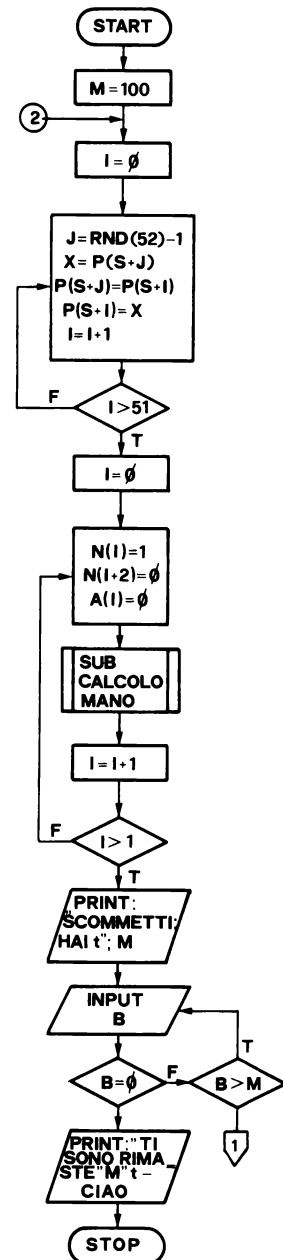 START
M=100
2
I=Ø
J=RND(52)-1
X=P(S+J)
P(S+J)=P(S+I)
P(S+I)=X
I=I+1
F
I>51
T
I=Ø
N(I)=1
N(I+2)=Ø
A(I)=Ø
SUB
CALCOLO
MANO
I=I+1
F
I>1
T
PRINT:
"SCOMMETTI;
HAI t"; M
INPUT
B
T
B=Ø
F
B>M
1
PRINT:"TI
SONO RIMA_
STE"M"t-
CIAO
STOP